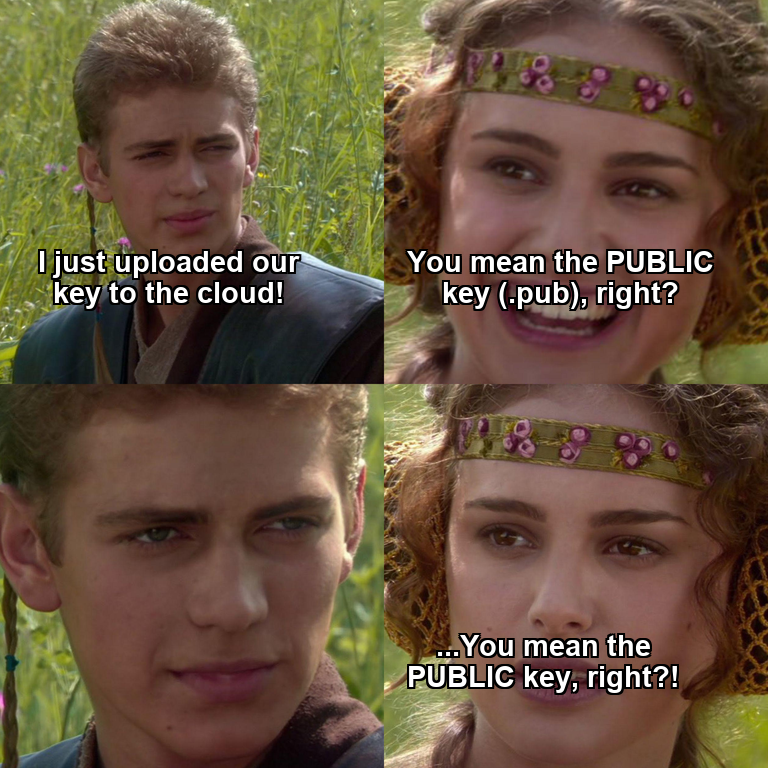 I just uploaded our
key to the cloud!
You mean the PUBLIC
key (.pub), right?
...You mean the
PUBLIC key, right?!